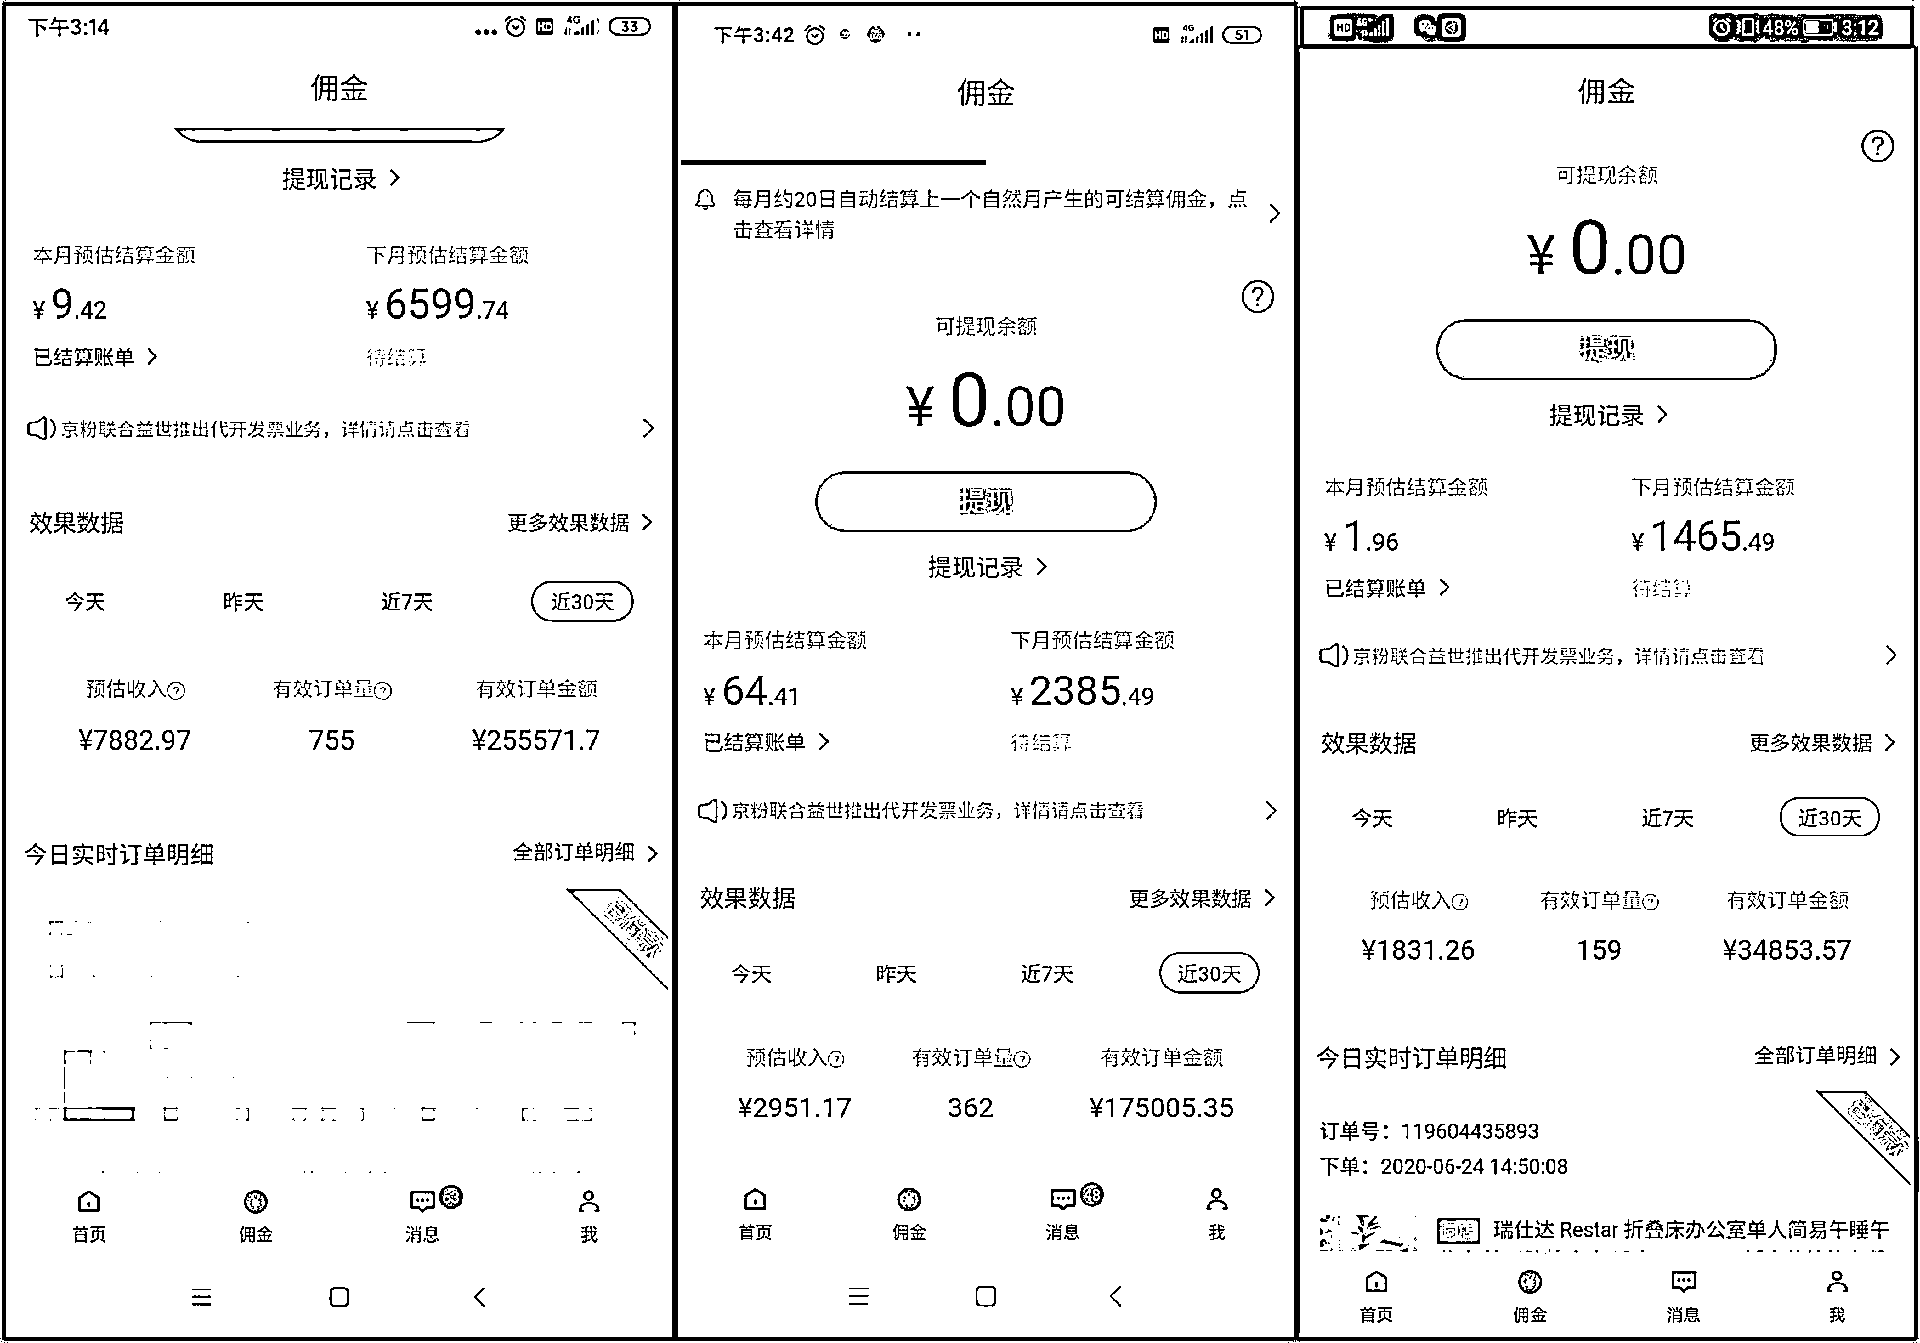 下午3:14
4G
HD
33
佣金
提现记录
本月预估结算金额
下月预估结算金额
¥9.42
¥6599.74
已结算账单
待结算
京粉联合益世推出代开发票业务，详情请点击查看
效果数据
更多效果数据
今天
昨天
近7天
近30天
预估收入
有效订单量
有效订单金额
¥7882.97
755
¥255571.7
今日实时订单明细
全部订单明细
首页
佣金
消息
我
下午3:42
HD
4G
51
佣金
每月约20日自动结算上一个自然月产生的可结算佣金，点
击查看详情
可提现余额
¥0.00
提现
提现记录
本月预估结算金额
下月预估结算金额
¥64.41
¥2385.49
已结算账单
待结算
京粉联合益世推出代开发票业务，详情请点击查看
效果数据
更多效果数据
今天
昨天
近7天
近30天
预估收入
有效订单量
有效订单金额
¥2951.17
362
¥175005.35
首页
佣金
消息
我
HD
48%
3:12
佣金
可提现余额
¥0.00
提现
提现记录
本月预估结算金额
下月预估结算金额
¥1.96
¥1465.49
已结算账单
待结算
京粉联合益世推出代开发票业务，详情请点击查看
效果数据
更多效果数据
今天
昨天
近7天
近30天
预估收入
有效订单量
有效订单金额
¥1831.26
159
¥34853.57
今日实时订单明细
全部订单明细
订单号：119604435893
下单：2020-06-24 14:50:08
瑞仕达 Restar 折叠床办公室单人简易午睡午
首页
佣金
消息
我